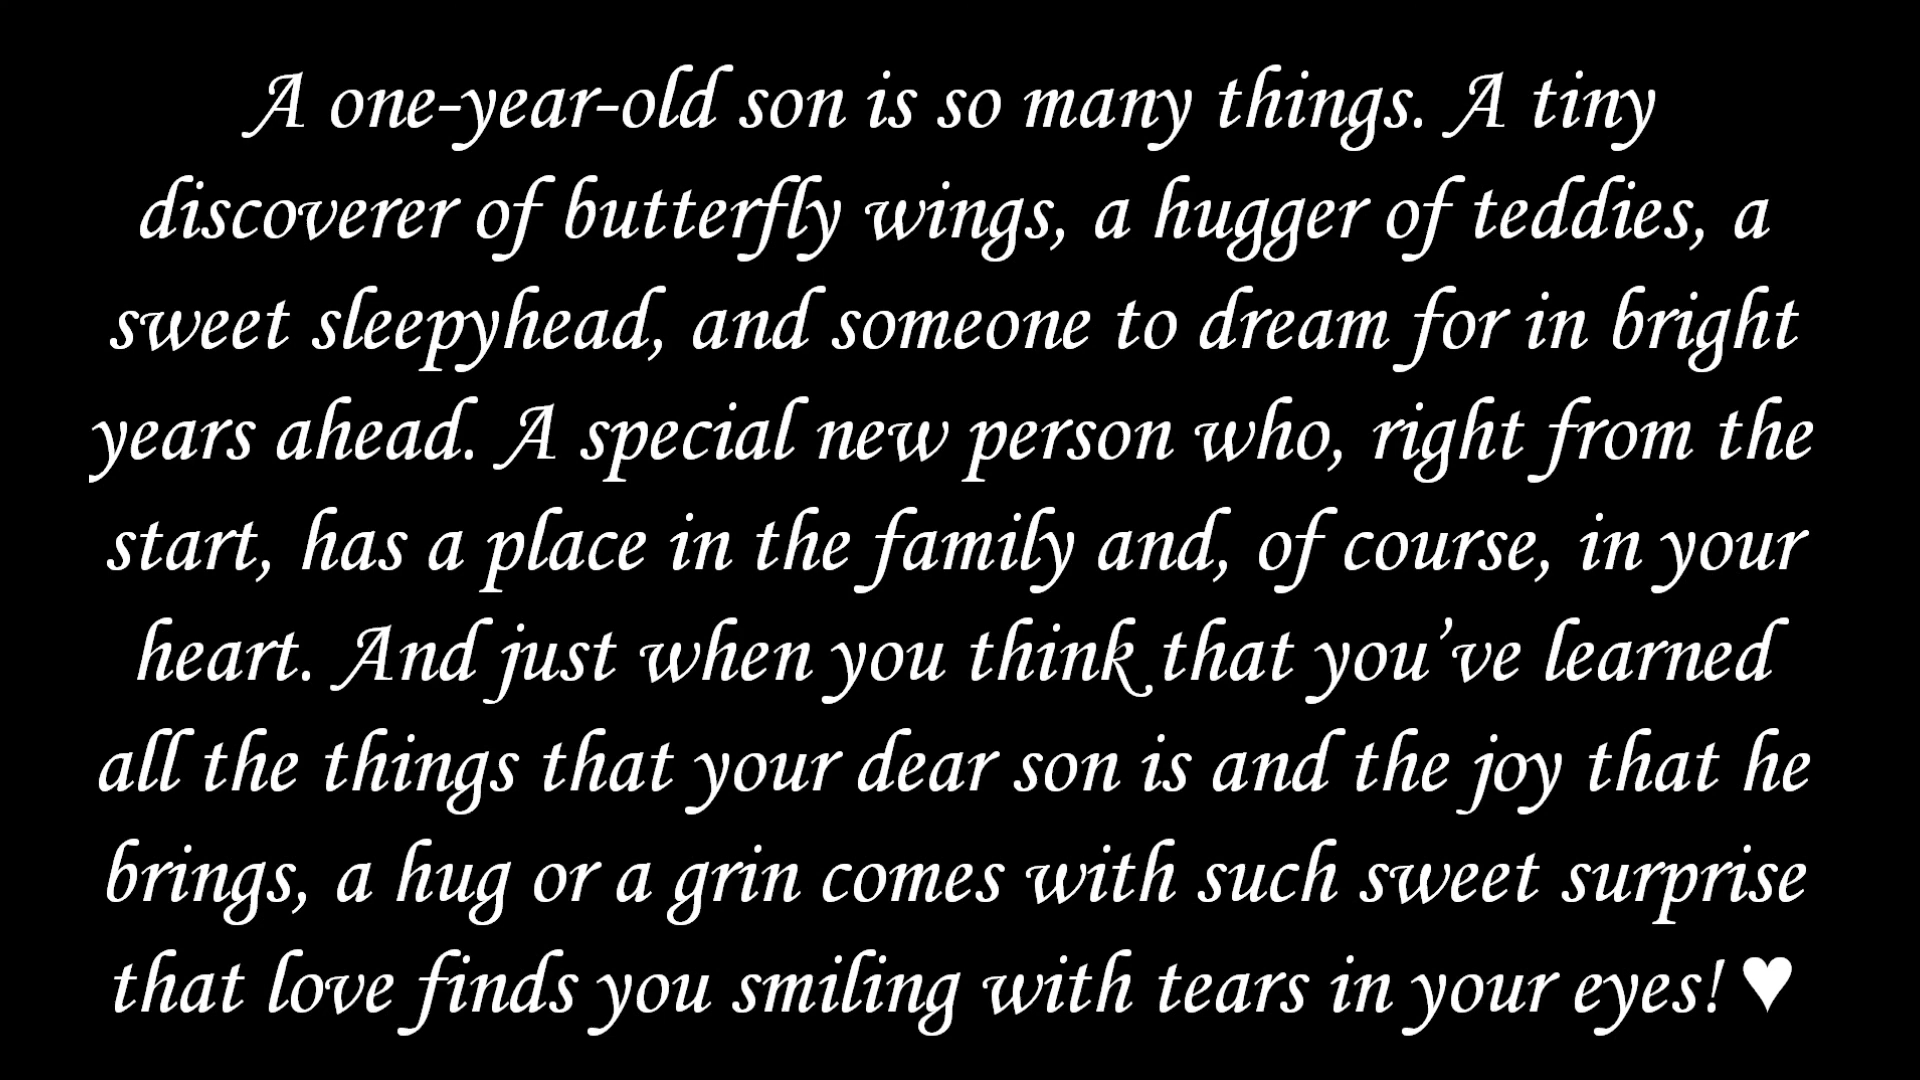 A one-year-old son is so many things. A tiny
discoverer of butterfly wings, a hugger of teddies, a
sweet sleepyhead, and someone to dream for in bright
years ahead. A special new person who, right from the
start, has a place in the family and, of course, in your
heart. And just when you think that you’ve learned
all the things that your dear son is and the joy that he
brings, a hug or a grin comes with such sweet surprise
that love finds you smiling with tears in your eyes! ♥